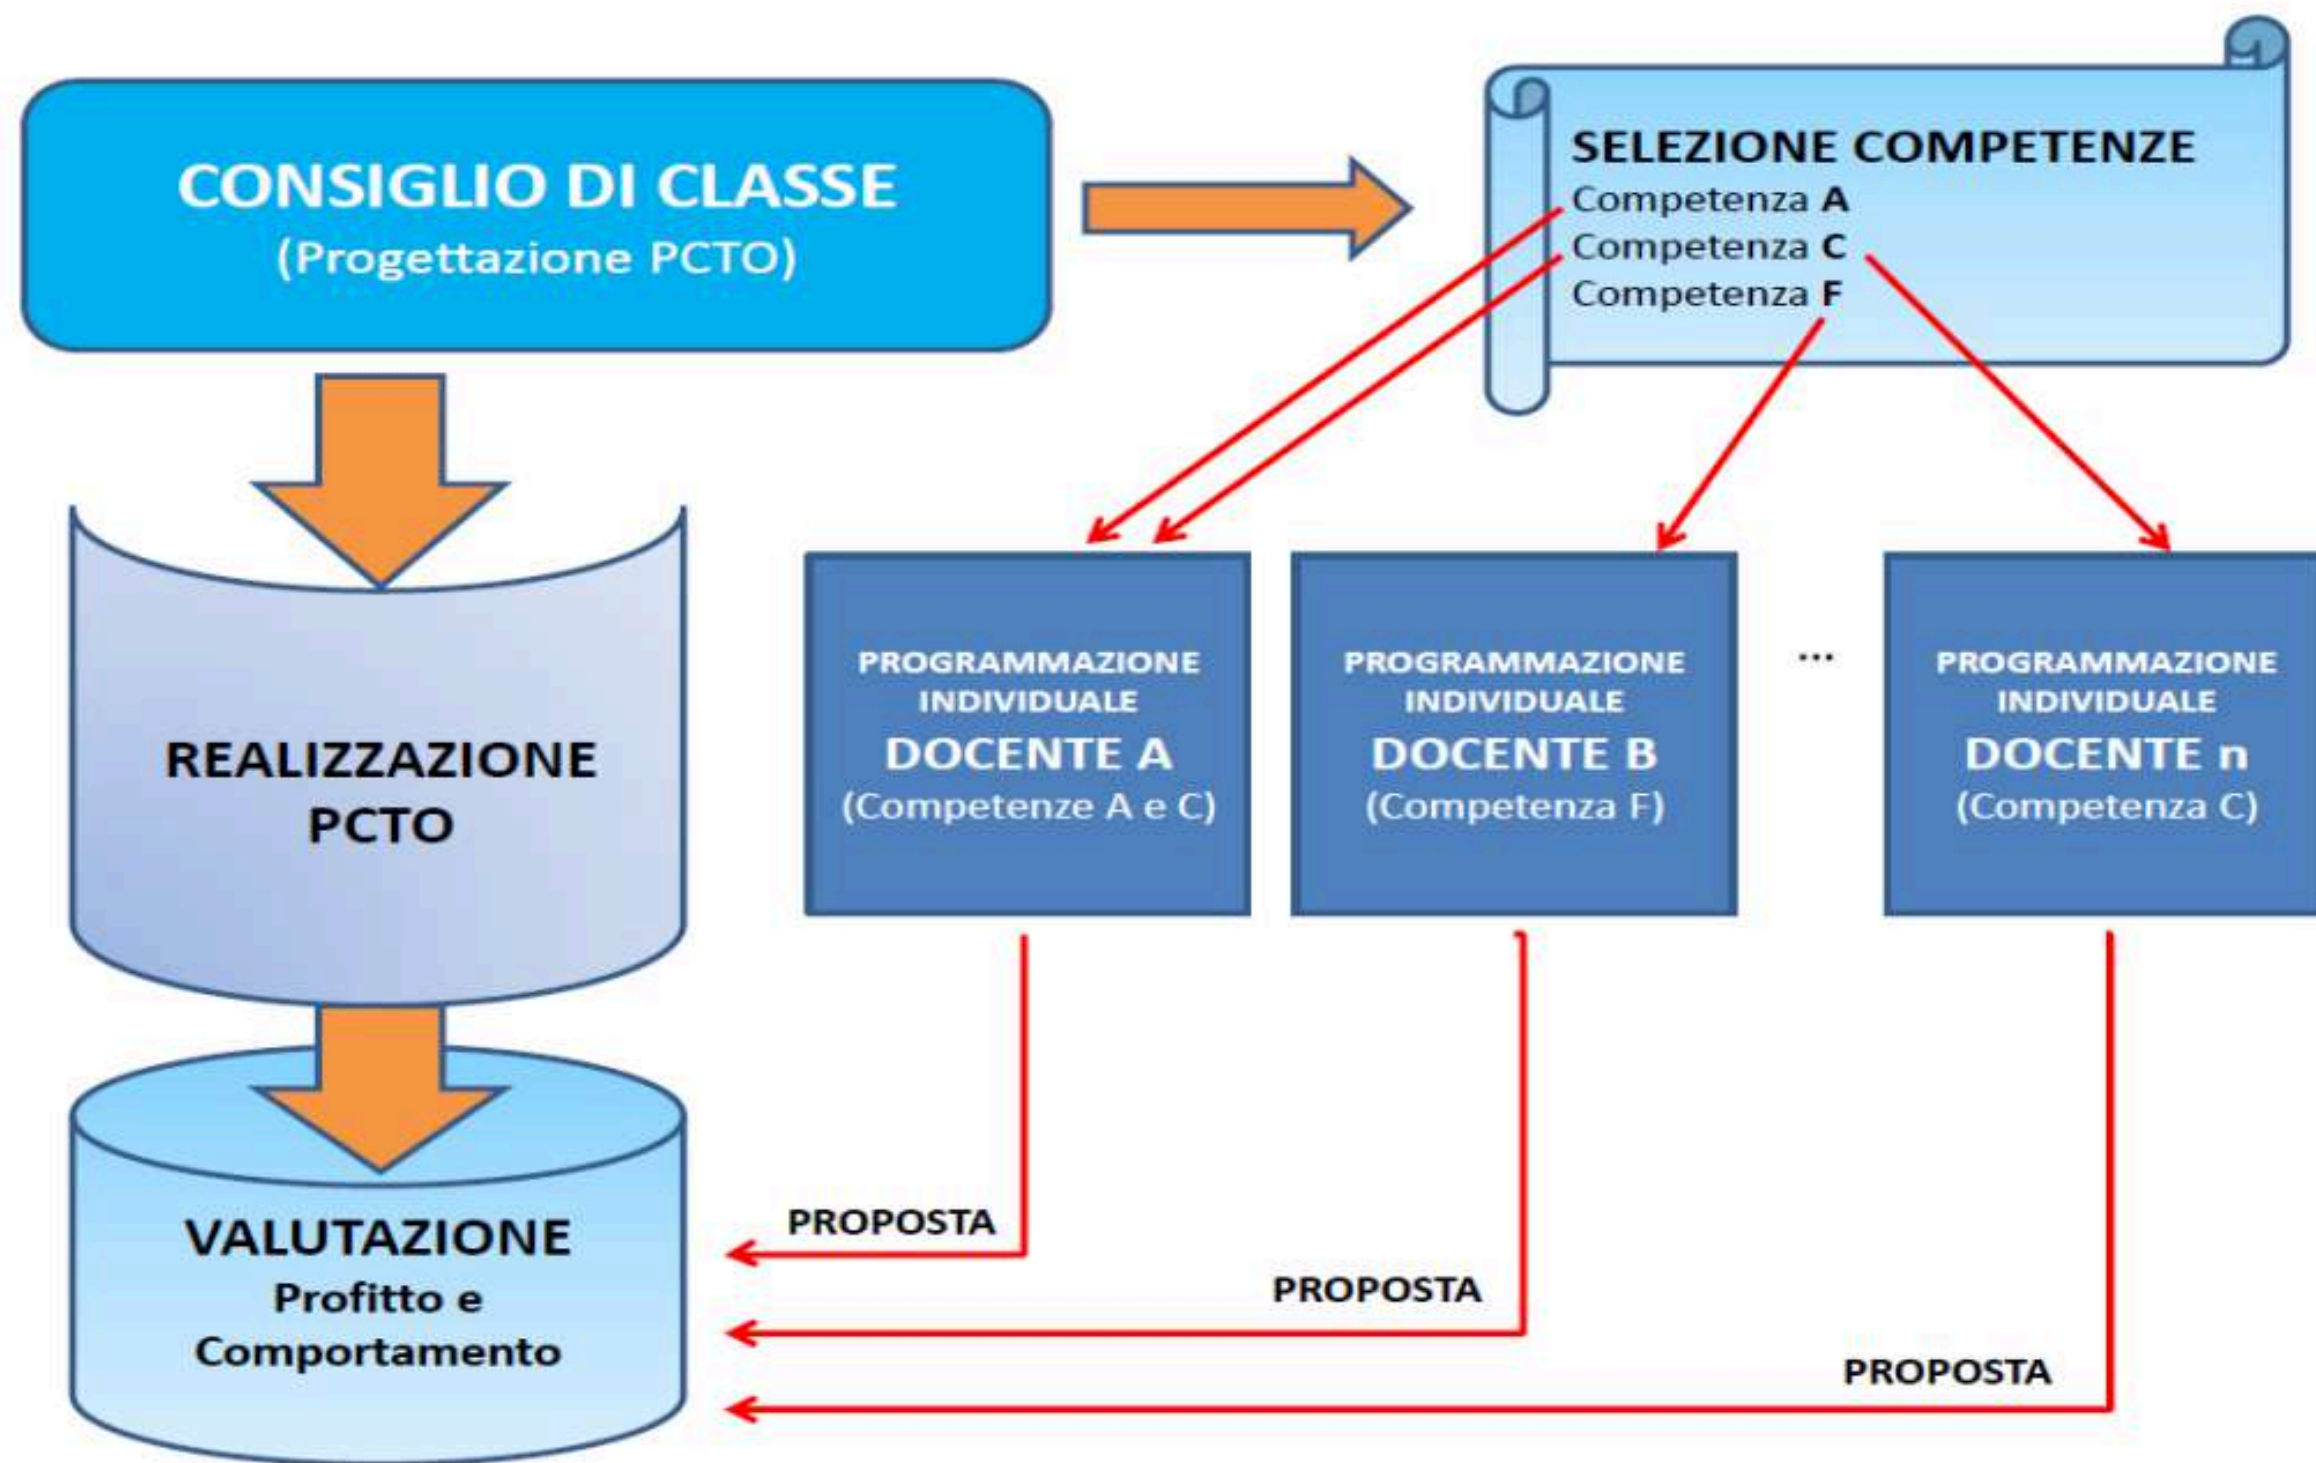 CONSIGLIO DI CLASSE
(Progettazione PCTO)
SELEZIONE COMPETENZE
Competenza A
Competenza C
Competenza F
REALIZZAZIONE
PCTO
PROGRAMMAZIONE
INDIVIDUALE
DOCENTE A
(Competenze A e C)
PROGRAMMAZIONE
INDIVIDUALE
DOCENTE B
(Competenza F)
...
PROGRAMMAZIONE
INDIVIDUALE
DOCENTE n
(Competenza C)
VALUTAZIONE
Profitto e
Comportamento
PROPOSTA
PROPOSTA
PROPOSTA